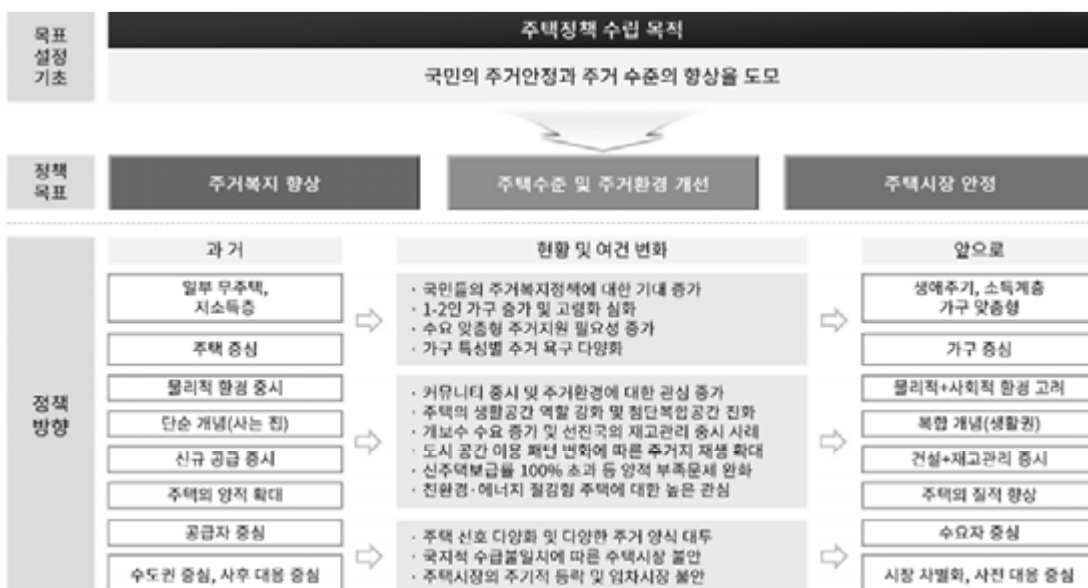 목표
설정
기초
주택정책 수립 목적
국민의 주거안정과 주거 수준의 향상을 도모
정책
목표
주거복지 향상
주택수준 및 주거환경 개선
주택시장 안정
정책
방향
과 거
현황 및 여건 변화
앞으로
일부 무주택,
저소득층
주택 중심
· 국민들의 주거복지정책에 대한 기대 증가
· 1-2인 가구 증가 및 고령화 심화
· 수요 맞춤형 주거지원 필요성 증가
· 가구 특성별 주거 욕구 다양화
생애주기, 소득계층
가구 맞춤형
가구 중심
물리적 환경 중시
단순 개념(사는 집)
신규 공급 중시
주택의 양적 확대
· 커뮤니티 중시 및 주거환경에 대한 관심 증가
· 주택의 생활공간 역할 강화 및 첨단복합공간 진화
· 개보수 수요 증가 및 선진국의 재고관리 중시 사례
· 도시 공간 이용 패턴 변화에 따른 주거지 재생 확대
· 신주택보급률 100% 초과 등 양적 부족문제 완화
· 친환경·에너지 절감형 주택에 대한 높은 관심
물리적+사회적 환경 고려
복합 개념(생활권)
건설+재고관리 중시
주택의 질적 향상
공급자 중심
수도권 중심, 사후 대응 중심
· 주택 선호 다양화 및 다양한 주거 양식 대두
· 국지적 수급불일치에 따른 주택시장 불안
· 주택시장의 주기적 등락 및 임차시장 불안
수요자 중심
시장 차별화, 사전 대응 중심